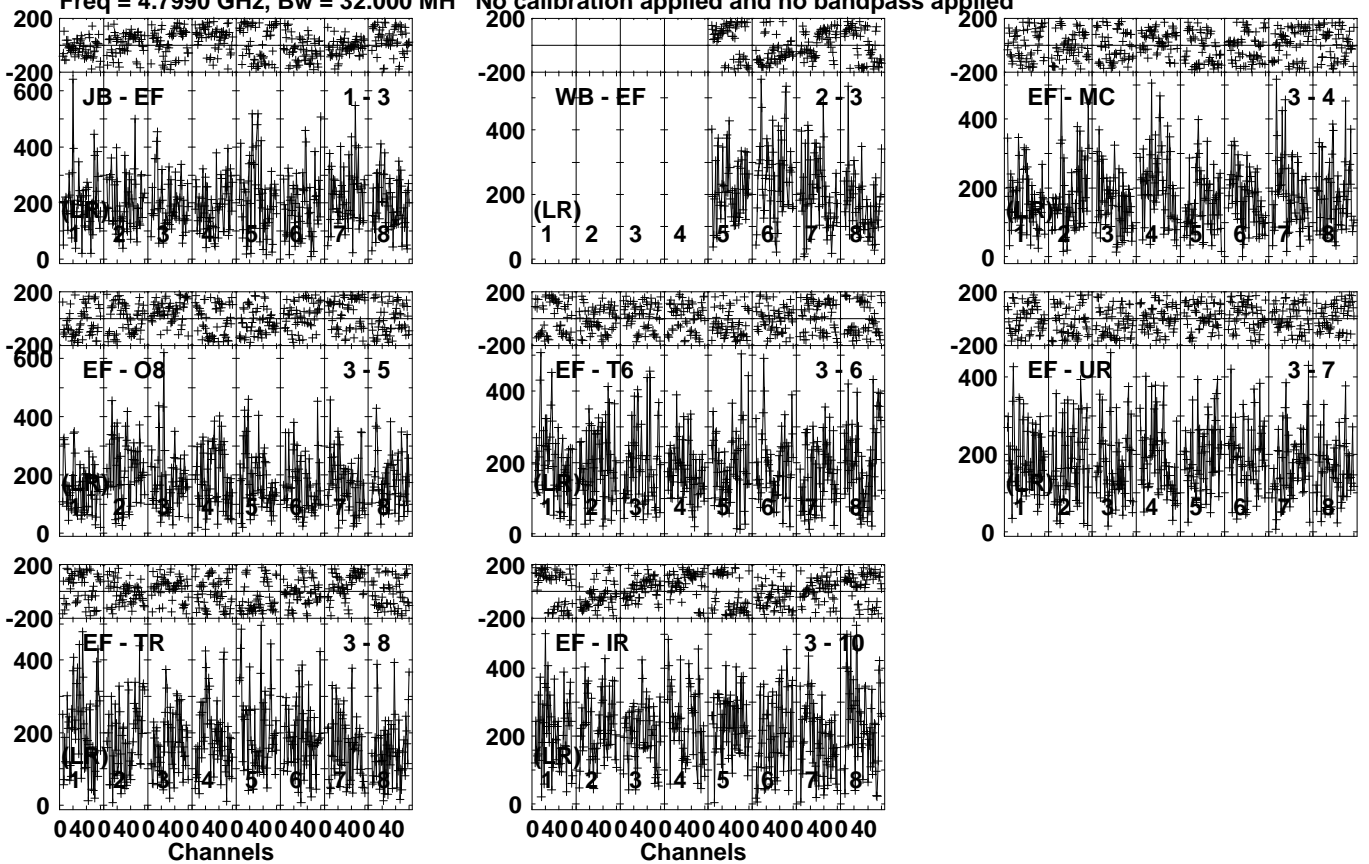 Freq = 4.7990 GHz, Bw = 32.000 MH No calibration applied and no bandpass applied
200
-200
600
400
200
0
JB - EF 1 - 3
(LR)
1 2 3 4 5 6 7 8
200
-200
400
200
0
WB - EF 2 - 3
(LR)
1 2 3 4 5 6 7 8
200
-200
400
200
0
EF - MC 3 - 4
(LR)
1 2 3 4 5 6 7 8
200
-200
600
400
200
0
EF - O8 3 - 5
(LR)
1 2 3 4 5 6 7 8
200
-200
400
200
0
EF - T6 3 - 6
(LR)
1 2 3 4 5 6 7 8
200
-200
400
200
0
EF - UR 3 - 7
(LR)
1 2 3 4 5 6 7 8
200
-200
400
200
0
EF - TR 3 - 8
(LR)
1 2 3 4 5 6 7 8
0 40 0 40 0 40 0 40 0 40 0 40 0 40 0 40
Channels
200
-200
400
200
0
EF - IR 3 - 10
(LR)
1 2 3 4 5 6 7 8
0 40 0 40 0 40 0 40 0 40 0 40 0 40 0 40
Channels